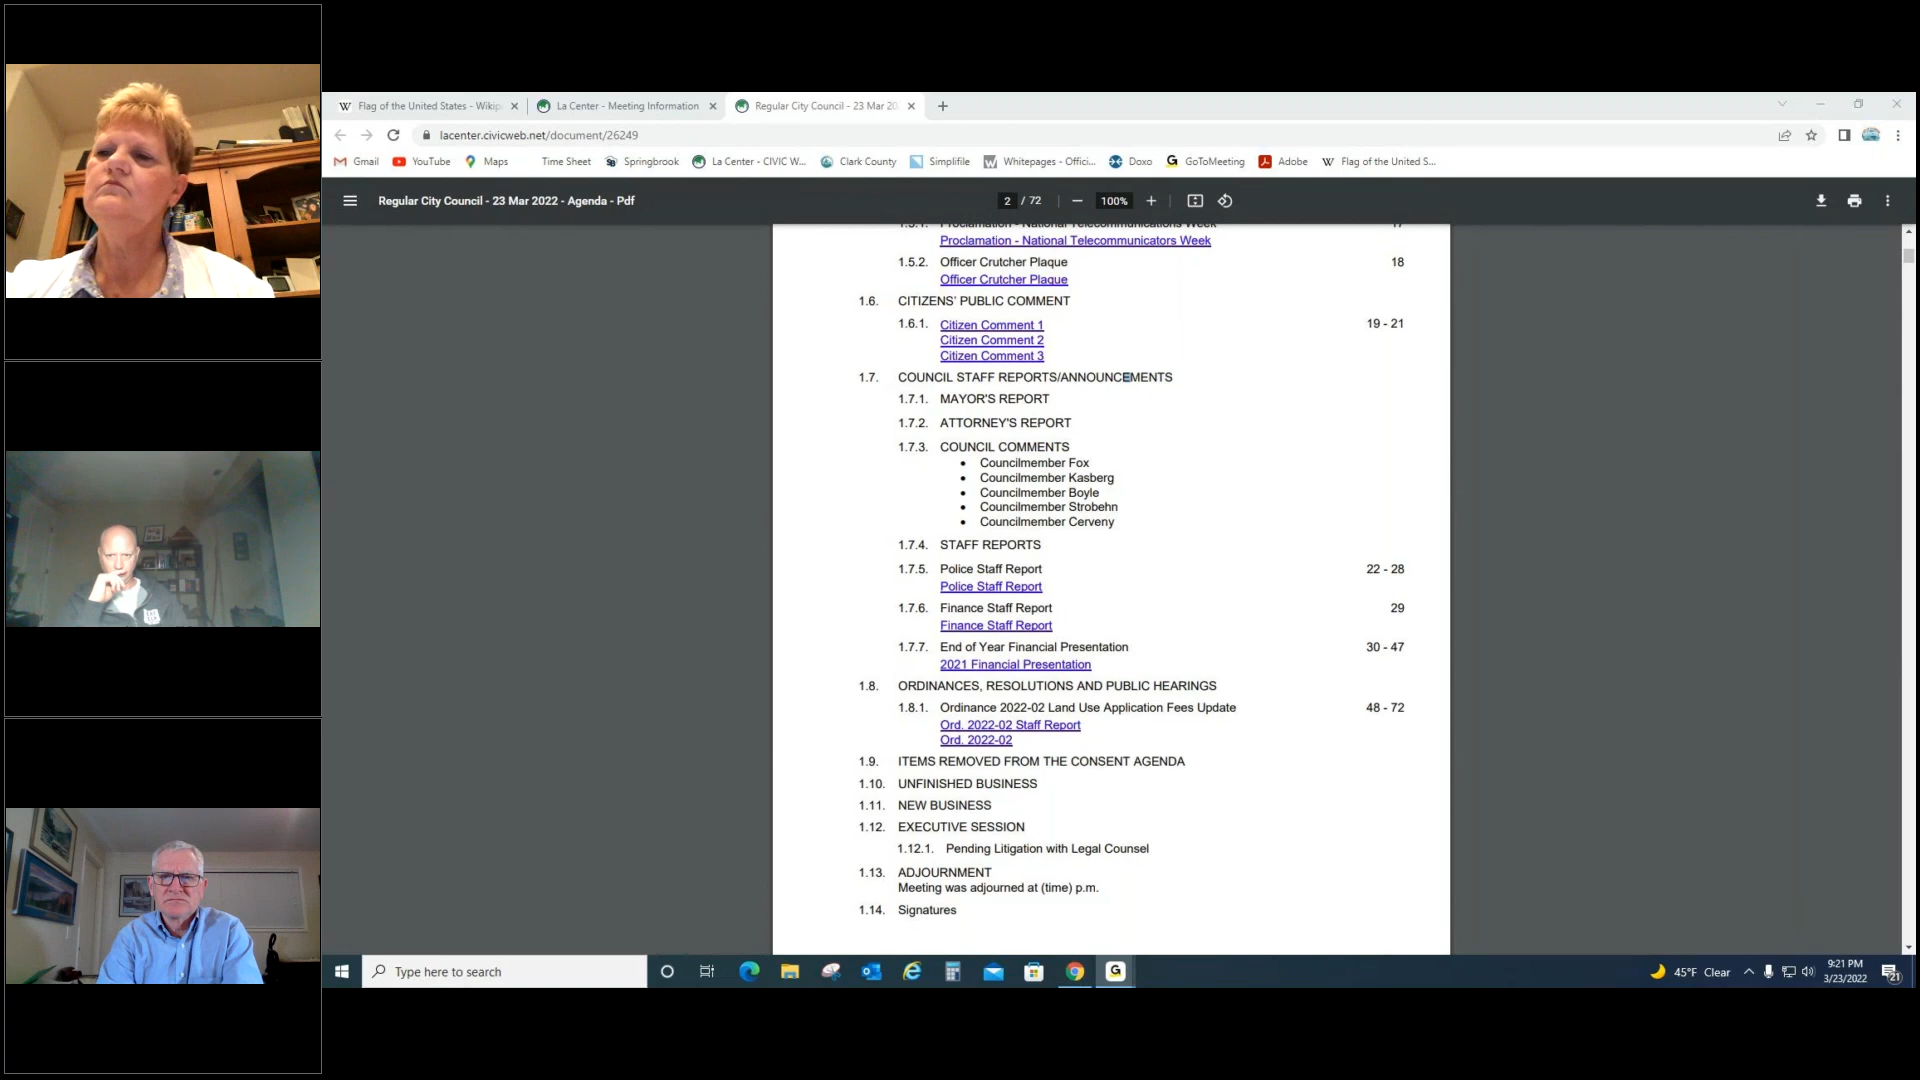 Flag of the United States - Wikip
La Center - Meeting Information
Regular City Council - 23 Mar 20
lacenter.civicweb.net/document/26249
Gmail
YouTube
Maps
Time Sheet
Springbrook
La Center - CIVIC W...
Clark County
Simplifile
Whitepages - Offici...
Doxo
GoToMeeting
Adobe
Flag of the United S...
Regular City Council - 23 Mar 2022 - Agenda - Pdf
2 / 72
100%
1.5.1. Proclamation - National Telecommunications Week 17
Proclamation - National Telecommunicators Week
1.5.2. Officer Crutcher Plaque 18
Officer Crutcher Plaque
1.6. CITIZENS' PUBLIC COMMENT
1.6.1. Citizen Comment 1 19 - 21
Citizen Comment 2
Citizen Comment 3
1.7. COUNCIL STAFF REPORTS/ANNOUNCEMENTS
1.7.1. MAYOR'S REPORT
1.7.2. ATTORNEY'S REPORT
1.7.3. COUNCIL COMMENTS
• Councilmember Fox
• Councilmember Kasberg
• Councilmember Boyle
• Councilmember Strobehn
• Councilmember Cerveny
1.7.4. STAFF REPORTS
1.7.5. Police Staff Report 22 - 28
Police Staff Report
1.7.6. Finance Staff Report 29
Finance Staff Report
1.7.7. End of Year Financial Presentation 30 - 47
2021 Financial Presentation
1.8. ORDINANCES, RESOLUTIONS AND PUBLIC HEARINGS
1.8.1. Ordinance 2022-02 Land Use Application Fees Update 48 - 72
Ord. 2022-02 Staff Report
Ord. 2022-02
1.9. ITEMS REMOVED FROM THE CONSENT AGENDA
1.10. UNFINISHED BUSINESS
1.11. NEW BUSINESS
1.12. EXECUTIVE SESSION
1.12.1. Pending Litigation with Legal Counsel
1.13. ADJOURNMENT
Meeting was adjourned at (time) p.m.
1.14. Signatures
Type here to search
45°F Clear
9:21 PM
3/23/2022
21